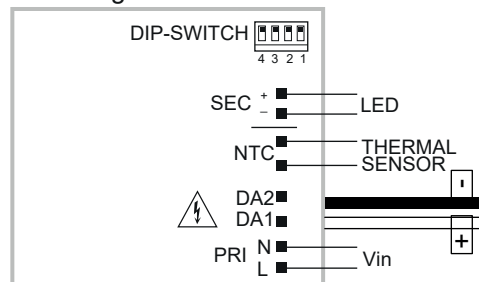 DIP-SWITCH
4 3 2 1
SEC + LED
−
NTC THERMAL
SENSOR
-
DA2
DA1
+
PRI N Vin
L